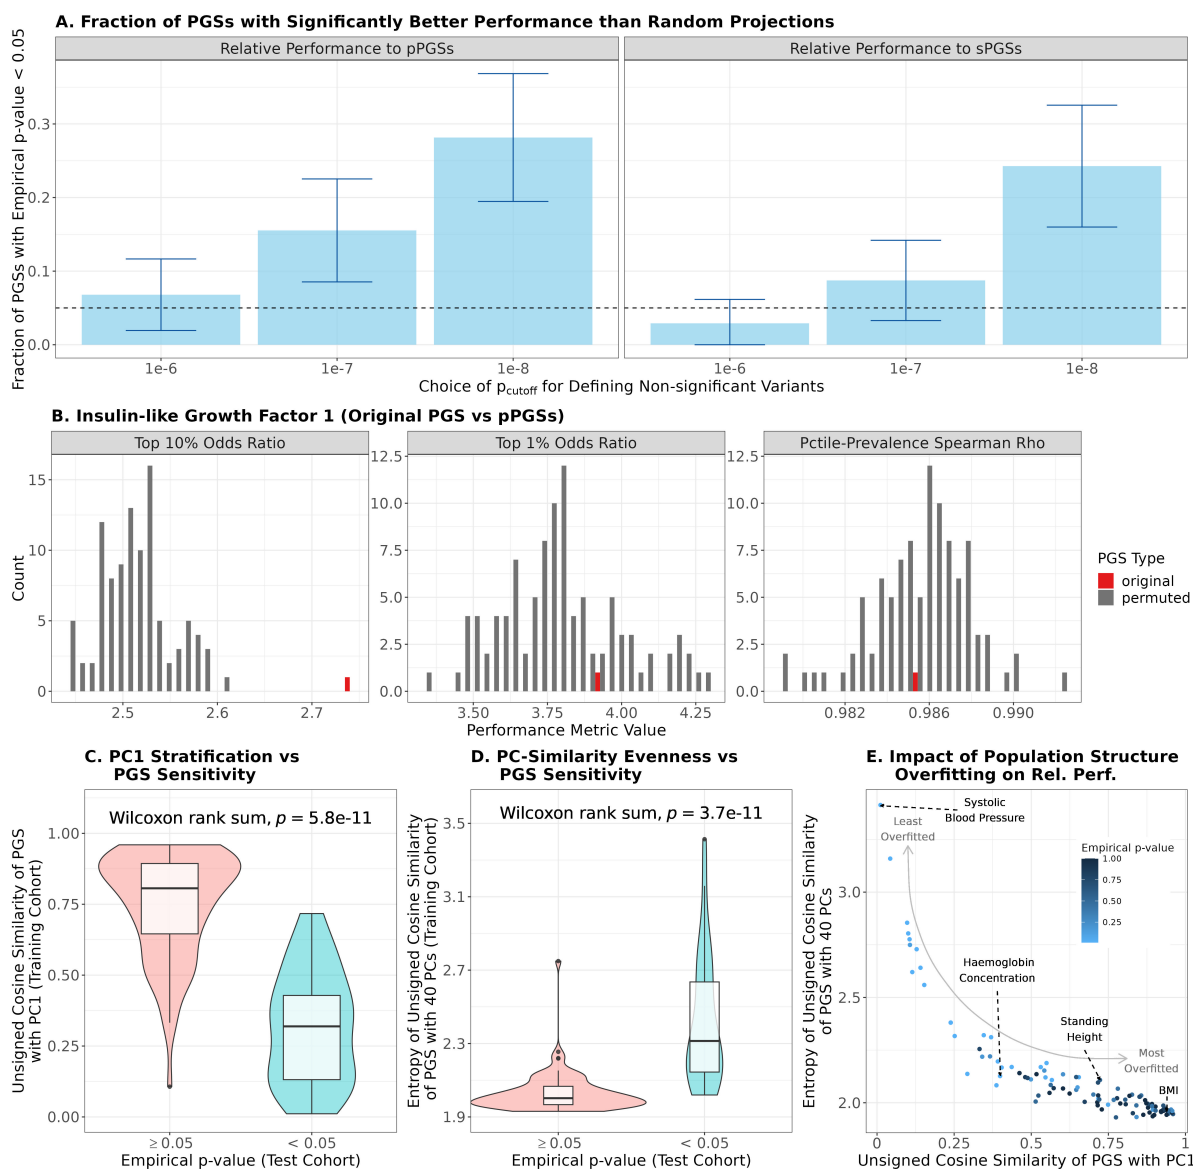 A. Fraction of PGSs with Significantly Better Performance than Random Projections
Relative Performance to pPGSs
Relative Performance to sPGSs
Fraction of PGSs with Empirical p-value < 0.05
0.3
0.2
0.1
0.0
1e-6
1e-7
1e-8
1e-6
1e-7
1e-8
Choice of pcutoff for Defining Non-significant Variants
B. Insulin-like Growth Factor 1 (Original PGS vs pPGSs)
Top 10% Odds Ratio
Top 1% Odds Ratio
Pctile-Prevalence Spearman Rho
Count
15
10
5
0
2.5
2.6
2.7
12.5
10.0
7.5
5.0
2.5
0.0
3.50
3.75
4.00
4.25
12.5
10.0
7.5
5.0
2.5
0.0
0.982
0.986
0.990
Performance Metric Value
PGS Type
original
permuted
C. PC1 Stratification vs
PGS Sensitivity
Wilcoxon rank sum, p = 5.8e-11
Unsigned Cosine Similarity of PGS
with PC1 (Training Cohort)
1.00
0.75
0.50
0.25
0.00
≥ 0.05
< 0.05
Empirical p-value (Test Cohort)
D. PC-Similarity Evenness vs
PGS Sensitivity
Wilcoxon rank sum, p = 3.7e-11
Entropy of Unsigned Cosine Similarity
of PGS with 40 PCs (Training Cohort)
3.5
3.1
2.7
2.3
1.9
≥ 0.05
< 0.05
Empirical p-value (Test Cohort)
E. Impact of Population Structure
Overfitting on Rel. Perf.
Entropy of Unsigned Cosine Similarity
of PGS with 40 PCs
3.0
2.5
2.0
Systolic
Blood Pressure
Least
Overfitted
Empirical p-value
1.00
0.75
0.50
0.25
Haemoglobin
Concentration
Standing
Height
Most
Overfitted
BMI
0
0.25
0.50
0.75
1
Unsigned Cosine Similarity of PGS with PC1